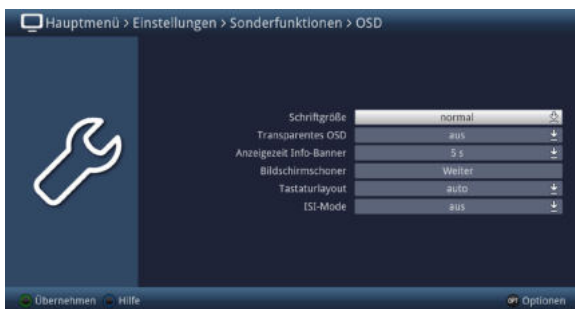 Hauptmenü > Einstellungen > Sonderfunktionen > OSD
Schriftgröße normal
Transparentes OSD aus
Anzeigezeit Info-Banner 5 s
Bildschirmschoner Weiter
Tastaturlayout auto
ISI-Mode aus
Übernehmen Hilfe OPT Optionen